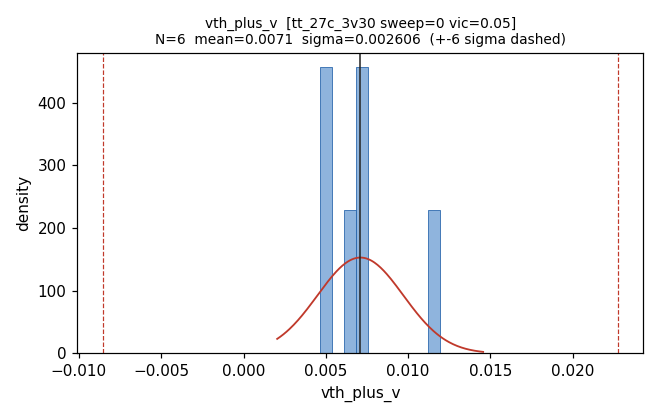 vth_plus_v  [tt_27c_3v30 sweep=0 vic=0.05]
N=6  mean=0.0071  sigma=0.002606  (+-6 sigma dashed)
density
400
300
200
100
0
−0.010 −0.005 0.000 0.005 0.010 0.015 0.020
vth_plus_v